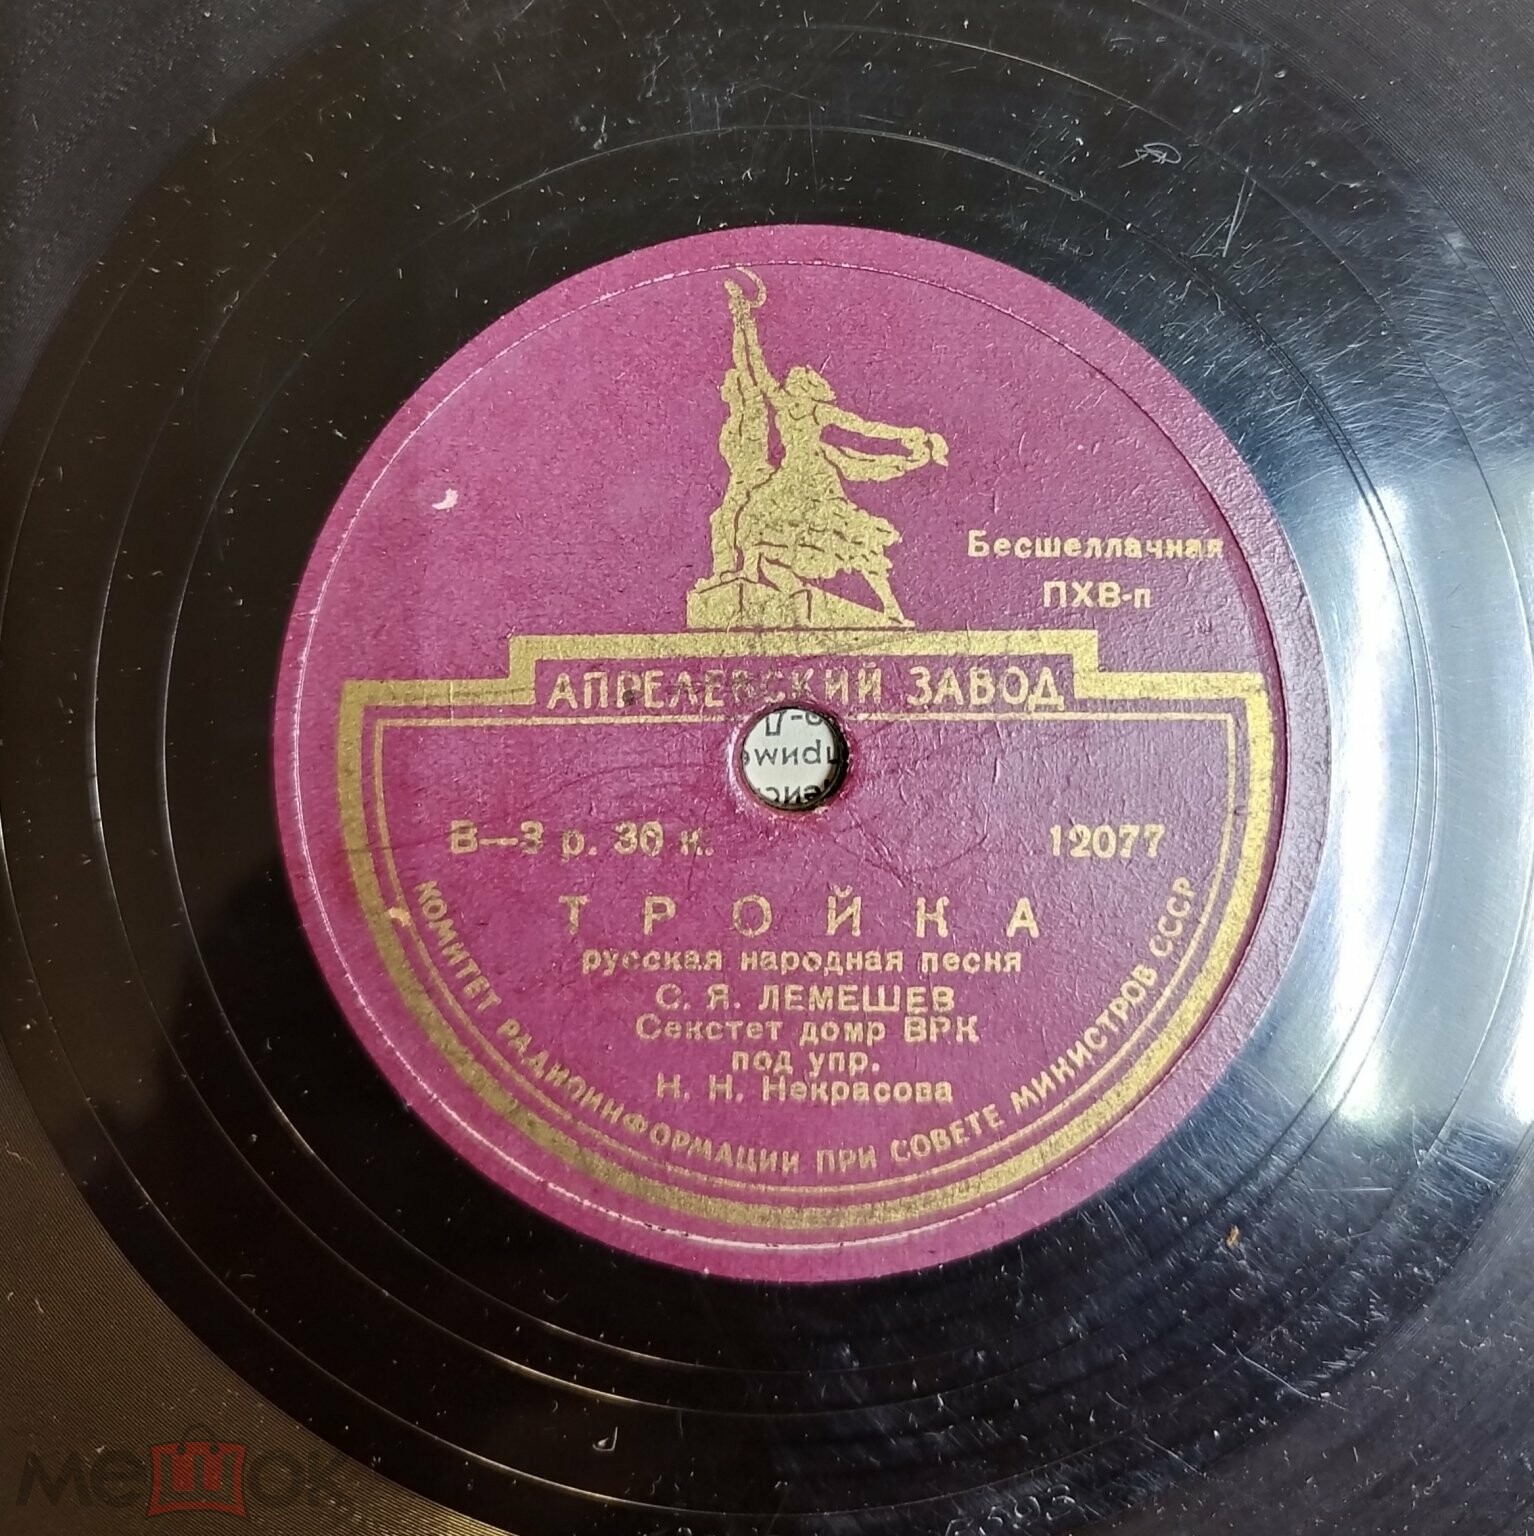 Бесшеллачная
ПХВ-п
АПРЕЛЕВСКИЙ ЗАВОД
В—3 р. 30 к.
12077
ТРОЙКА
русская народная песня
С. Я. ЛЕМЕШЕВ
Секстет домр ВРК
под упр.
Н. Н. Некрасова
КОМИТЕТ РАДИОИНФОРМАЦИИ ПРИ СОВЕТЕ МИНИСТРОВ СССР
мешок